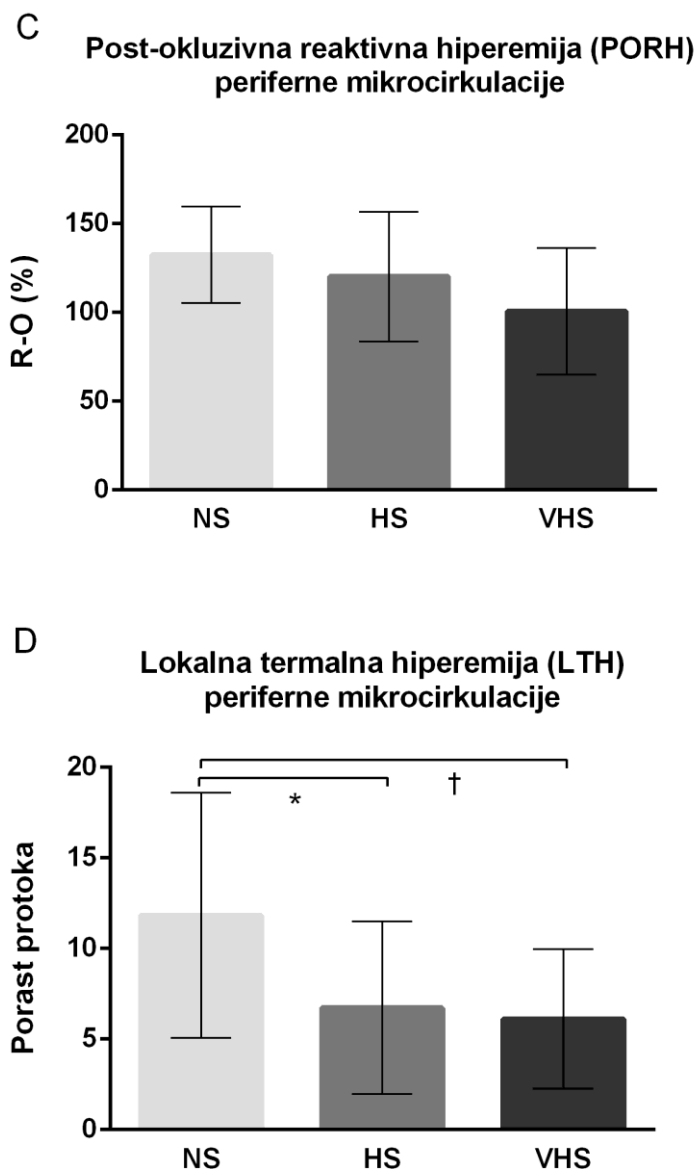 C
Post-okluzivna reaktivna hiperemija (PORH)
periferne mikrocirkulacije
R-O (%)
200
150
100
50
0
NS HS VHS
D
Lokalna termalna hiperemija (LTH)
periferne mikrocirkulacije
Porast protoka
20
15
10
5
0
* †
NS HS VHS